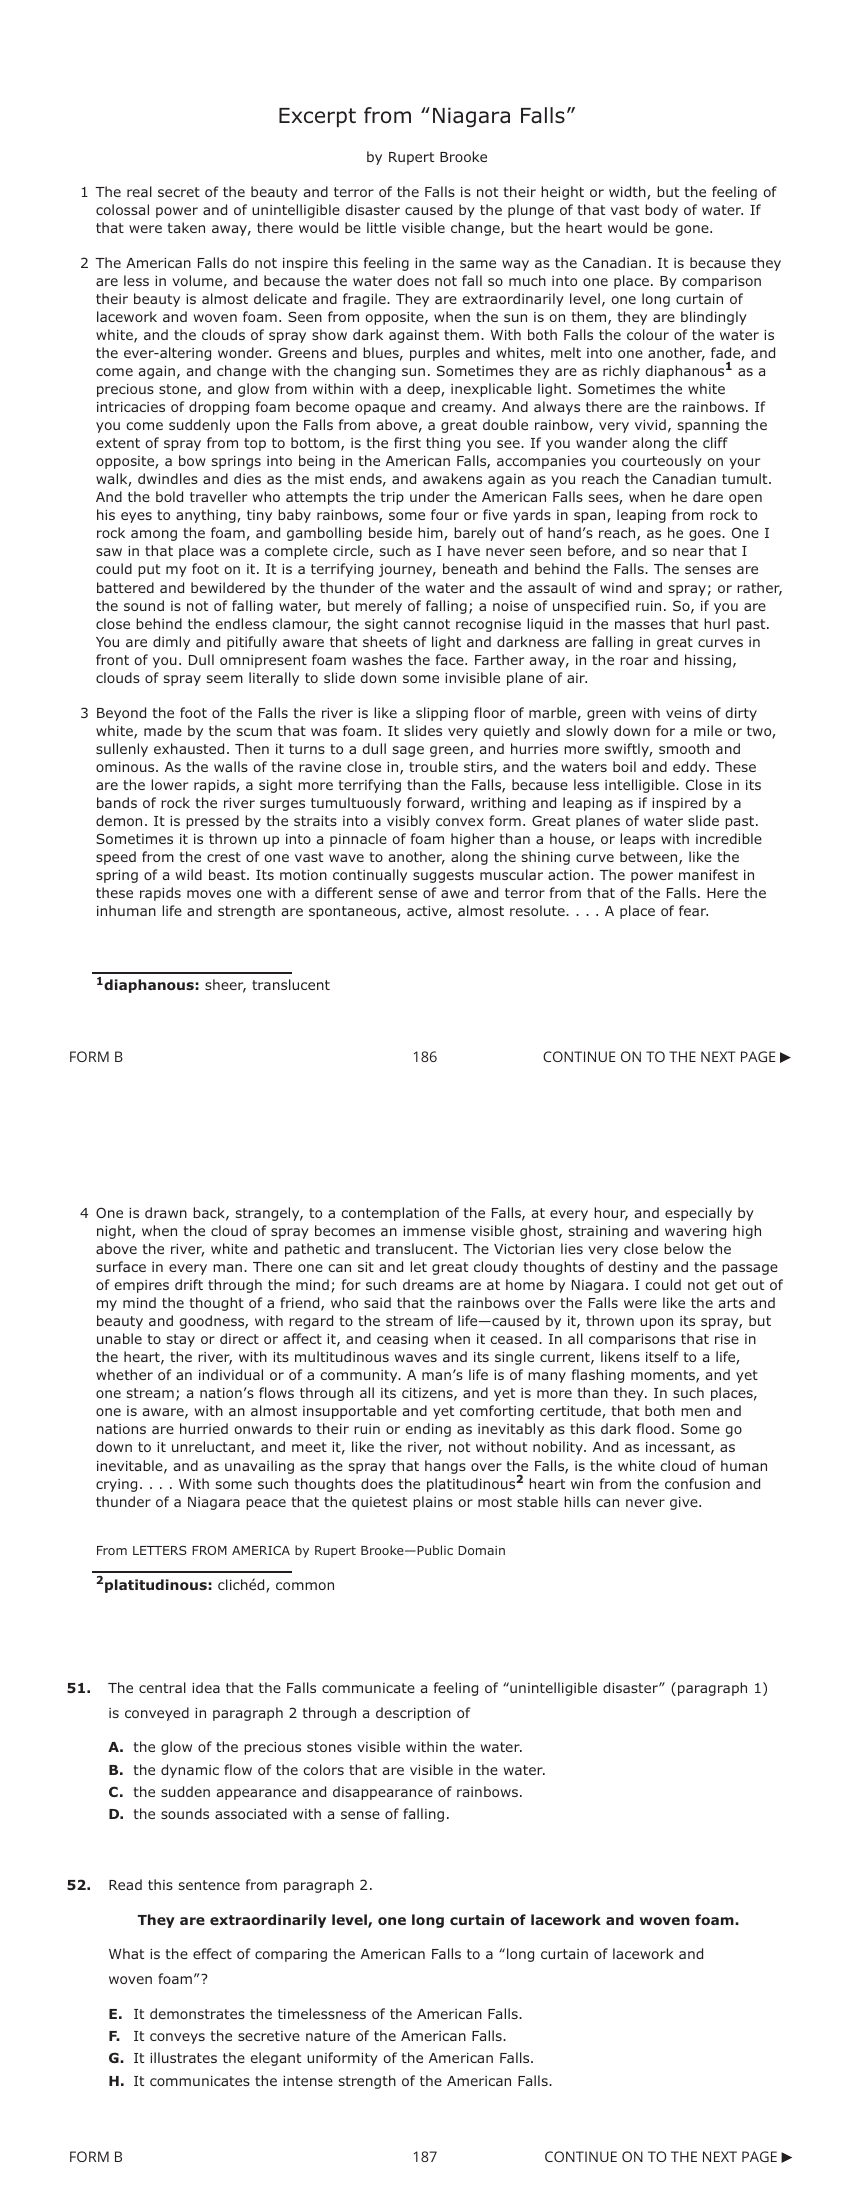 Excerpt from “Niagara Falls”
by Rupert Brooke
1 The real secret of the beauty and terror of the Falls is not their height or width, but the feeling of
colossal power and of unintelligible disaster caused by the plunge of that vast body of water. If
that were taken away, there would be little visible change, but the heart would be gone.
2 The American Falls do not inspire this feeling in the same way as the Canadian. It is because they
are less in volume, and because the water does not fall so much into one place. By comparison
their beauty is almost delicate and fragile. They are extraordinarily level, one long curtain of
lacework and woven foam. Seen from opposite, when the sun is on them, they are blindingly
white, and the clouds of spray show dark against them. With both Falls the colour of the water is
the ever-altering wonder. Greens and blues, purples and whites, melt into one another, fade, and
come again, and change with the changing sun. Sometimes they are as richly diaphanous1 as a
precious stone, and glow from within with a deep, inexplicable light. Sometimes the white
intricacies of dropping foam become opaque and creamy. And always there are the rainbows. If
you come suddenly upon the Falls from above, a great double rainbow, very vivid, spanning the
extent of spray from top to bottom, is the first thing you see. If you wander along the cliff
opposite, a bow springs into being in the American Falls, accompanies you courteously on your
walk, dwindles and dies as the mist ends, and awakens again as you reach the Canadian tumult.
And the bold traveller who attempts the trip under the American Falls sees, when he dare open
his eyes to anything, tiny baby rainbows, some four or five yards in span, leaping from rock to
rock among the foam, and gambolling beside him, barely out of hand’s reach, as he goes. One I
saw in that place was a complete circle, such as I have never seen before, and so near that I
could put my foot on it. It is a terrifying journey, beneath and behind the Falls. The senses are
battered and bewildered by the thunder of the water and the assault of wind and spray; or rather,
the sound is not of falling water, but merely of falling; a noise of unspecified ruin. So, if you are
close behind the endless clamour, the sight cannot recognise liquid in the masses that hurl past.
You are dimly and pitifully aware that sheets of light and darkness are falling in great curves in
front of you. Dull omnipresent foam washes the face. Farther away, in the roar and hissing,
clouds of spray seem literally to slide down some invisible plane of air.
3 Beyond the foot of the Falls the river is like a slipping floor of marble, green with veins of dirty
white, made by the scum that was foam. It slides very quietly and slowly down for a mile or two,
sullenly exhausted. Then it turns to a dull sage green, and hurries more swiftly, smooth and
ominous. As the walls of the ravine close in, trouble stirs, and the waters boil and eddy. These
are the lower rapids, a sight more terrifying than the Falls, because less intelligible. Close in its
bands of rock the river surges tumultuously forward, writhing and leaping as if inspired by a
demon. It is pressed by the straits into a visibly convex form. Great planes of water slide past.
Sometimes it is thrown up into a pinnacle of foam higher than a house, or leaps with incredible
speed from the crest of one vast wave to another, along the shining curve between, like the
spring of a wild beast. Its motion continually suggests muscular action. The power manifest in
these rapids moves one with a different sense of awe and terror from that of the Falls. Here the
inhuman life and strength are spontaneous, active, almost resolute. . . . A place of fear.
1diaphanous: sheer, translucent
FORM B 186 CONTINUE ON TO THE NEXT PAGE ▶
4 One is drawn back, strangely, to a contemplation of the Falls, at every hour, and especially by
night, when the cloud of spray becomes an immense visible ghost, straining and wavering high
above the river, white and pathetic and translucent. The Victorian lies very close below the
surface in every man. There one can sit and let great cloudy thoughts of destiny and the passage
of empires drift through the mind; for such dreams are at home by Niagara. I could not get out of
my mind the thought of a friend, who said that the rainbows over the Falls were like the arts and
beauty and goodness, with regard to the stream of life—caused by it, thrown upon its spray, but
unable to stay or direct or affect it, and ceasing when it ceased. In all comparisons that rise in
the heart, the river, with its multitudinous waves and its single current, likens itself to a life,
whether of an individual or of a community. A man’s life is of many flashing moments, and yet
one stream; a nation’s flows through all its citizens, and yet is more than they. In such places,
one is aware, with an almost insupportable and yet comforting certitude, that both men and
nations are hurried onwards to their ruin or ending as inevitably as this dark flood. Some go
down to it unreluctant, and meet it, like the river, not without nobility. And as incessant, as
inevitable, and as unavailing as the spray that hangs over the Falls, is the white cloud of human
crying. . . . With some such thoughts does the platitudinous2 heart win from the confusion and
thunder of a Niagara peace that the quietest plains or most stable hills can never give.
From LETTERS FROM AMERICA by Rupert Brooke—Public Domain
2platitudinous: clichéd, common
51. The central idea that the Falls communicate a feeling of “unintelligible disaster” (paragraph 1)
is conveyed in paragraph 2 through a description of
A. the glow of the precious stones visible within the water.
B. the dynamic flow of the colors that are visible in the water.
C. the sudden appearance and disappearance of rainbows.
D. the sounds associated with a sense of falling.
52. Read this sentence from paragraph 2.
They are extraordinarily level, one long curtain of lacework and woven foam.
What is the effect of comparing the American Falls to a “long curtain of lacework and
woven foam”?
E. It demonstrates the timelessness of the American Falls.
F. It conveys the secretive nature of the American Falls.
G. It illustrates the elegant uniformity of the American Falls.
H. It communicates the intense strength of the American Falls.
FORM B 187 CONTINUE ON TO THE NEXT PAGE ▶